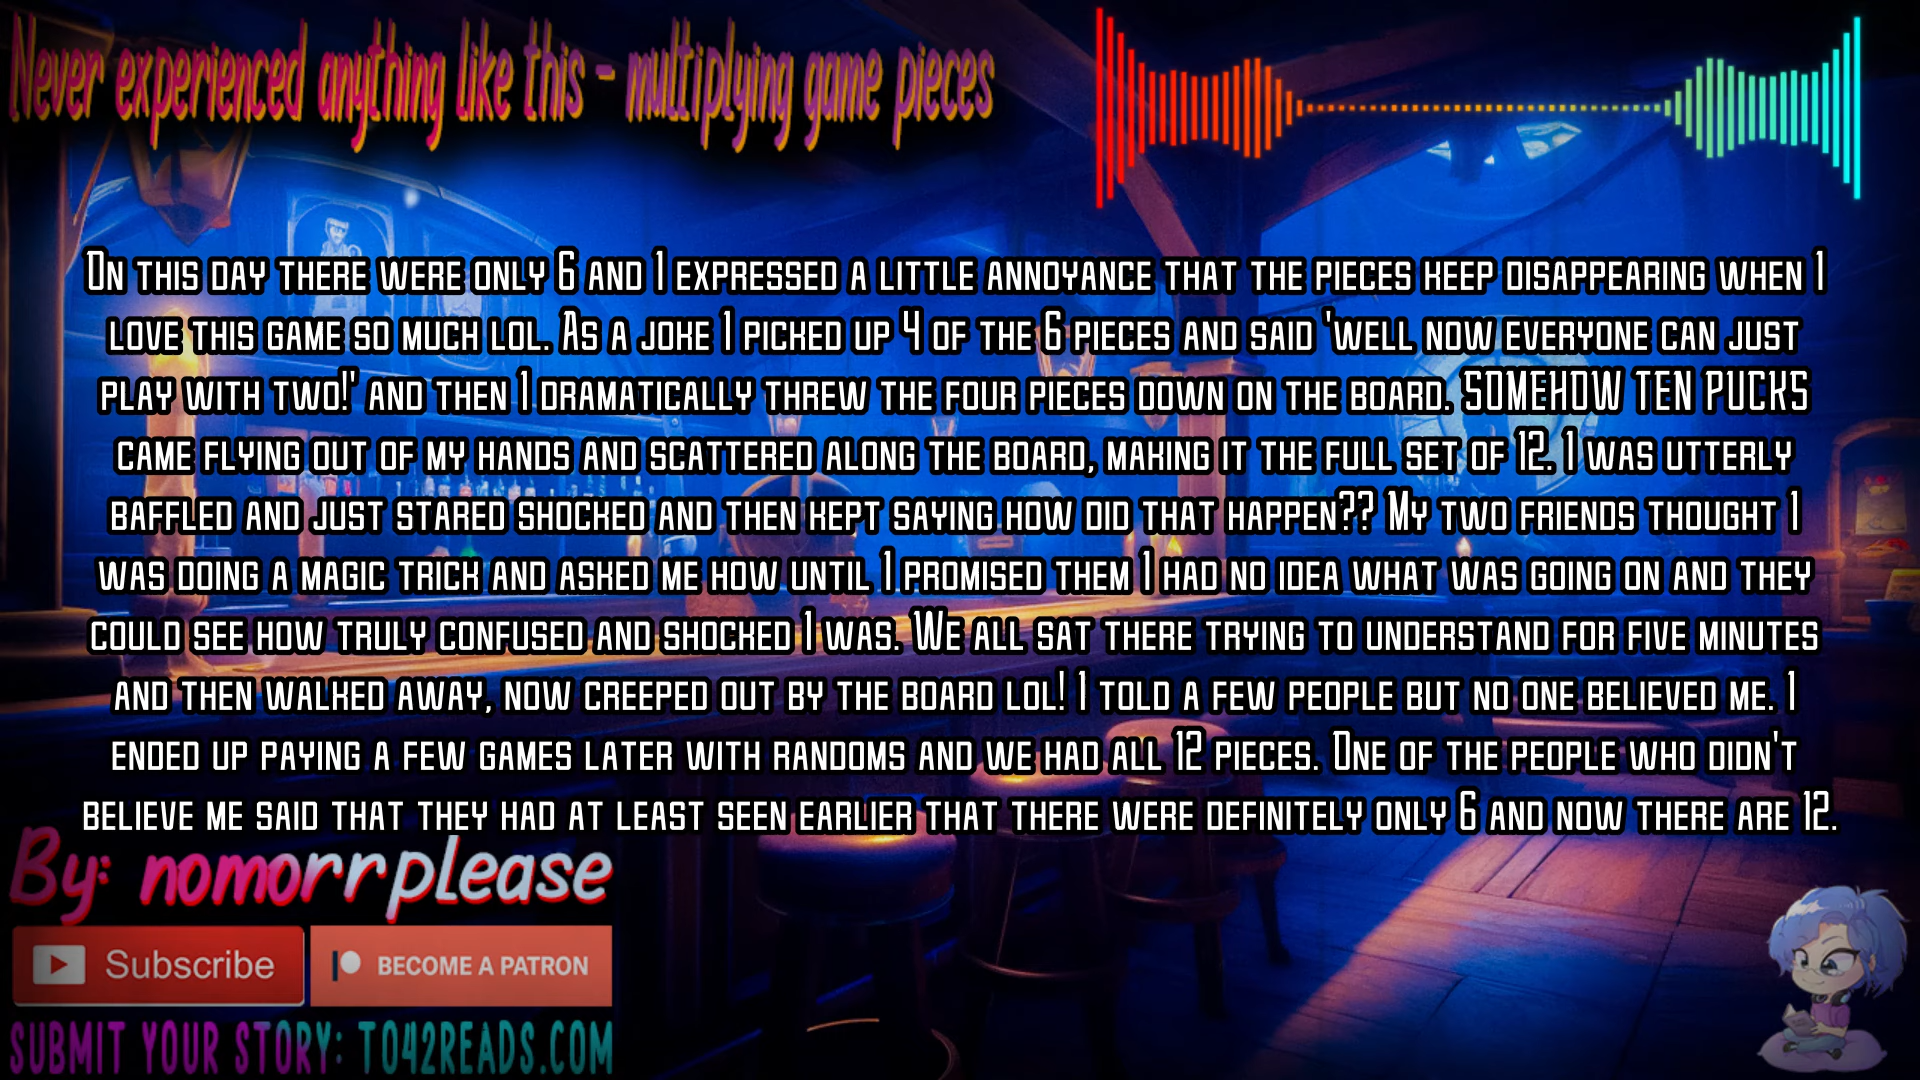 Never experienced anything like this - multiplying game pieces
On this day there were only 6 and I expressed a little annoyance that the pieces keep disappearing when I
love this game so much lol. As a joke I picked up 4 of the 6 pieces and said 'well now everyone can just
play with two!' and then I dramatically threw the four pieces down on the board. SOMEHOW TEN PUCKS
came flying out of my hands and scattered along the board, making it the full set of 12. I was utterly
baffled and just stared shocked and then kept saying how did that happen?? My two friends thought I
was doing a magic trick and asked me how until I promised them I had no idea what was going on and they
could see how truly confused and shocked I was. We all sat there trying to understand for five minutes
and then walked away, now creeped out by the board lol! I told a few people but no one believed me. I
ended up paying a few games later with randoms and we had all 12 pieces. One of the people who didn't
believe me said that they had at least seen earlier that there were definitely only 6 and now there are 12.
By: nomorrplease
Subscribe
BECOME A PATRON
SUBMIT YOUR STORY: TO42READS.COM